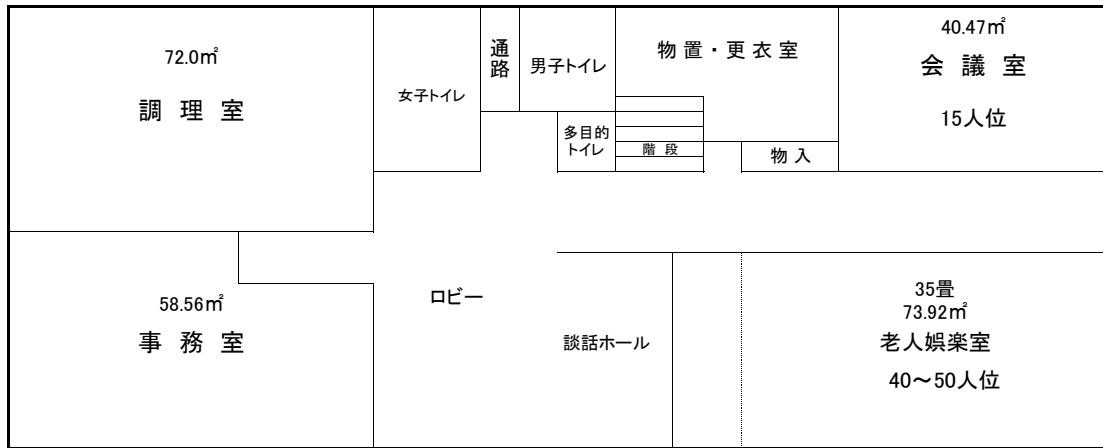 72.0㎡
調 理 室
女子トイレ
通
路
男子トイレ
多目的
トイレ
階 段
物 置 ・ 更 衣 室
物 入
40.47㎡
会 議 室
15人位
58.56㎡
事 務 室
ロビー
談話ホール
35畳
73.92㎡
老人娯楽室
40～50人位